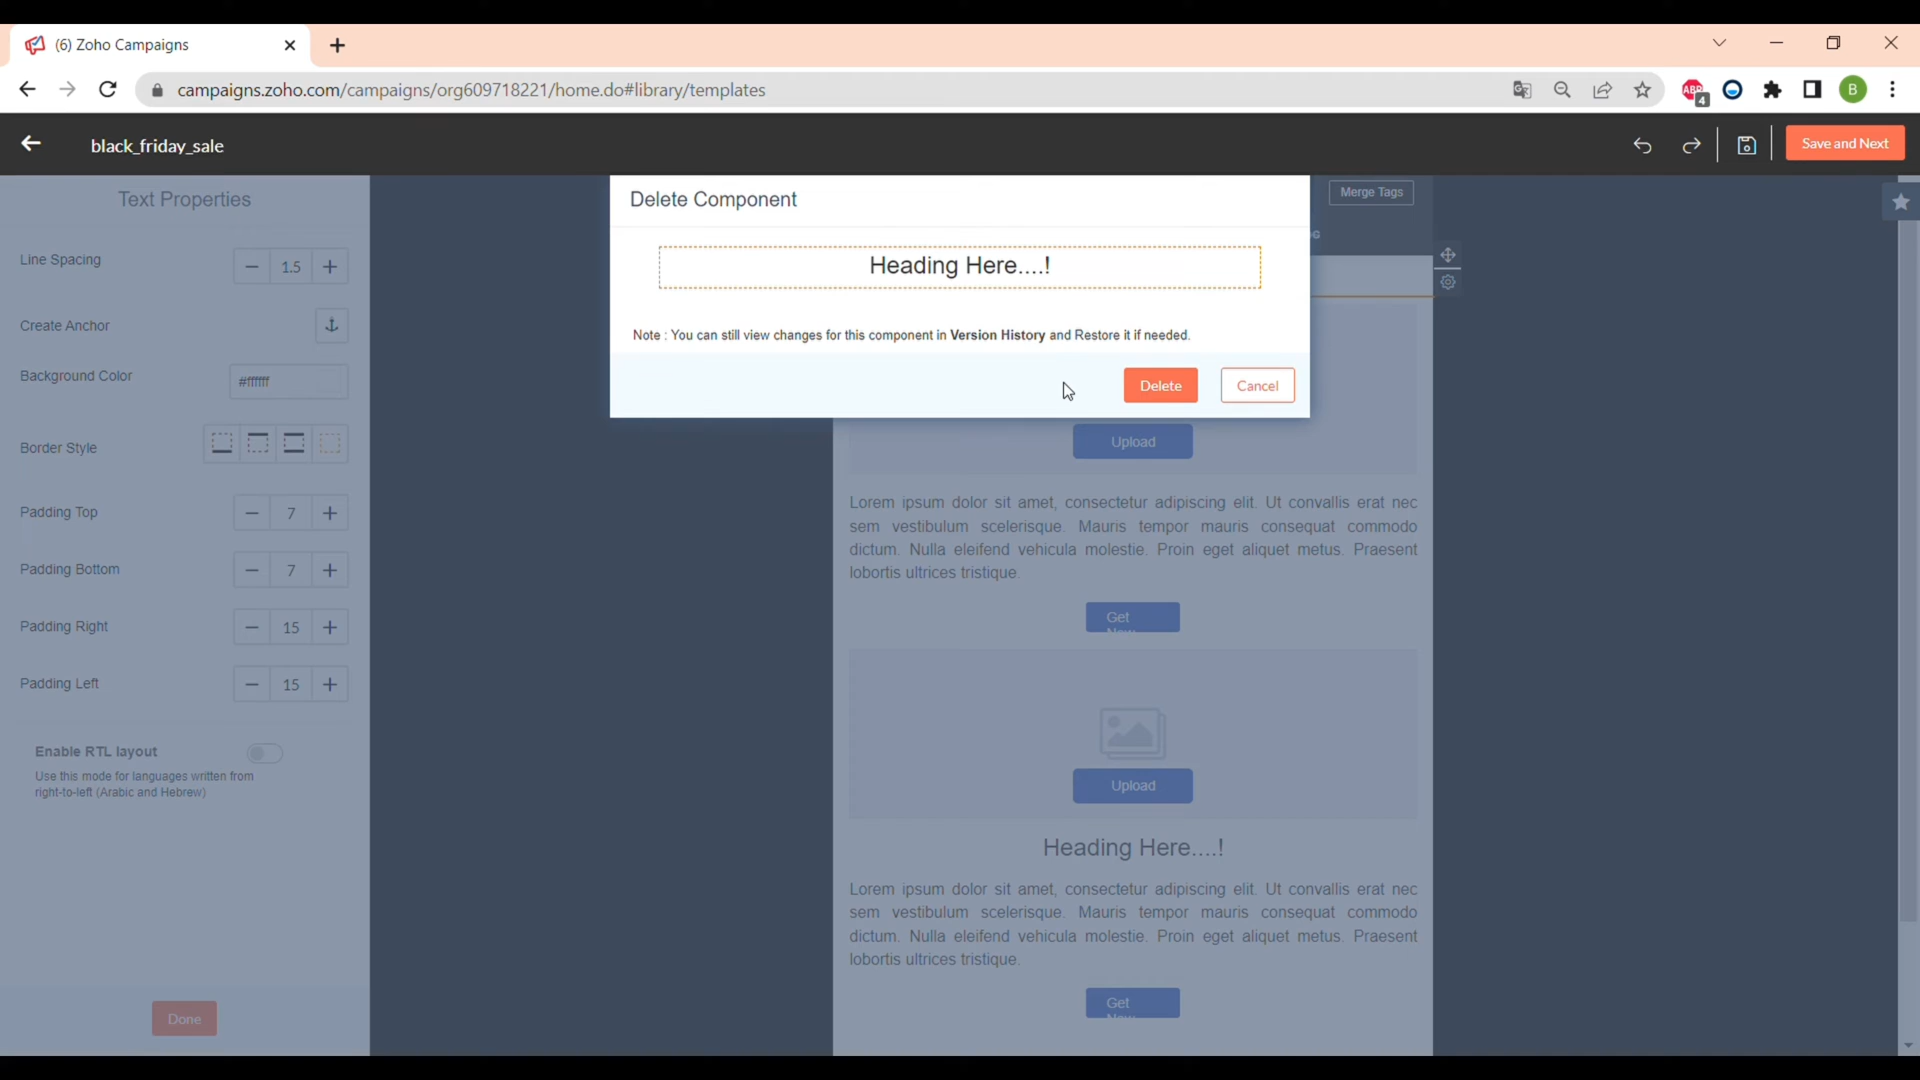 (6) Zoho Campaigns
campaigns.zoho.com/campaigns/org609718221/home.do#library/templates
ABP
4
B
black_friday_sale
Save and Next
Text Properties
Line Spacing
1.5
Create Anchor
Background Color
#ffffff
Border Style
Padding Top
7
Padding Bottom
7
Padding Right
15
Padding Left
15
Enable RTL layout
Use this mode for languages written from
right-to-left (Arabic and Hebrew)
Done
Delete Component
Heading Here....!
Note : You can still view changes for this component in Version History and Restore it if needed.
Delete
Cancel
Merge Tags
Upload
Lorem ipsum dolor sit amet, consectetur adipiscing elit. Ut convallis erat nec
sem vestibulum scelerisque. Mauris tempor mauris consequat commodo
dictum. Nulla eleifend vehicula molestie. Proin eget aliquet metus. Praesent
lobortis ultrices tristique.
Get
Upload
Heading Here....!
Lorem ipsum dolor sit amet, consectetur adipiscing elit. Ut convallis erat nec
sem vestibulum scelerisque. Mauris tempor mauris consequat commodo
dictum. Nulla eleifend vehicula molestie. Proin eget aliquet metus. Praesent
lobortis ultrices tristique.
Get